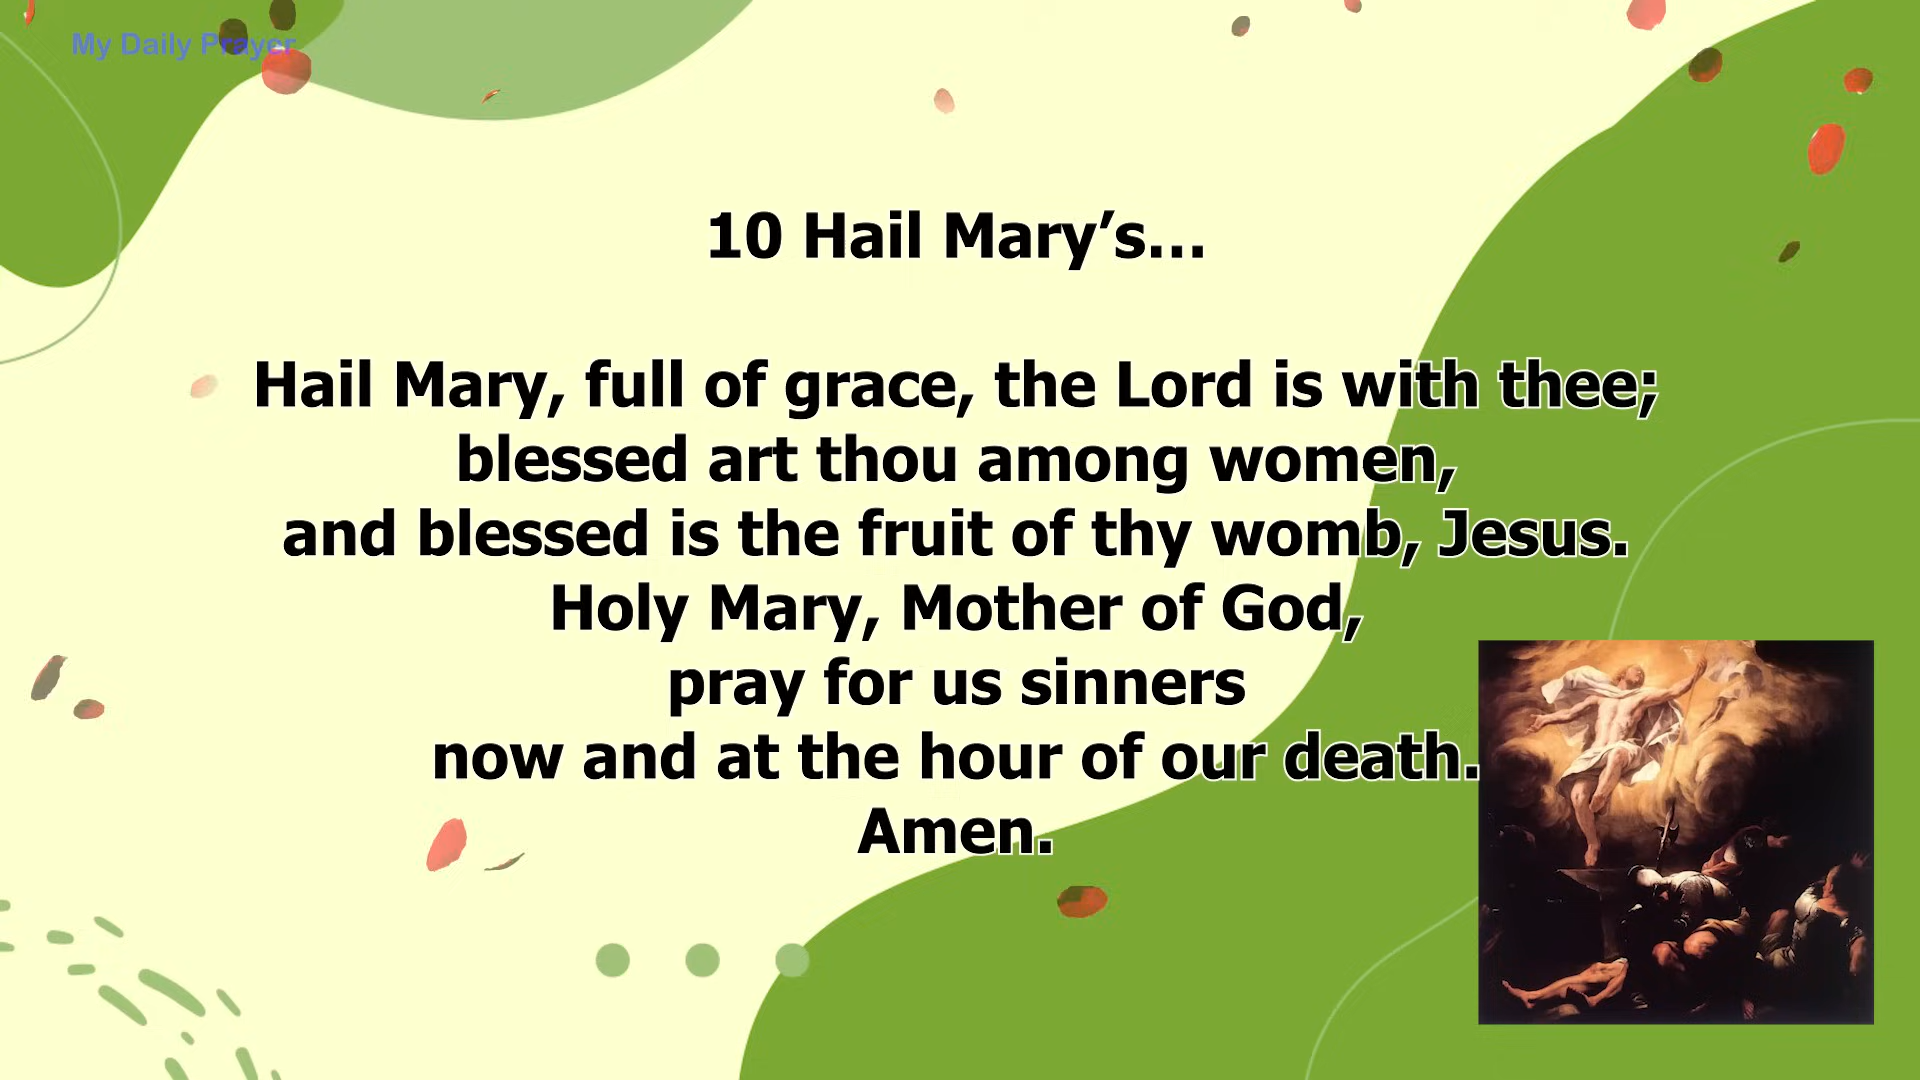 My Daily Prayer
10 Hail Mary’s...
Hail Mary, full of grace, the Lord is with thee;
blessed art thou among women,
and blessed is the fruit of thy womb, Jesus.
Holy Mary, Mother of God,
pray for us sinners
now and at the hour of our death.
Amen.